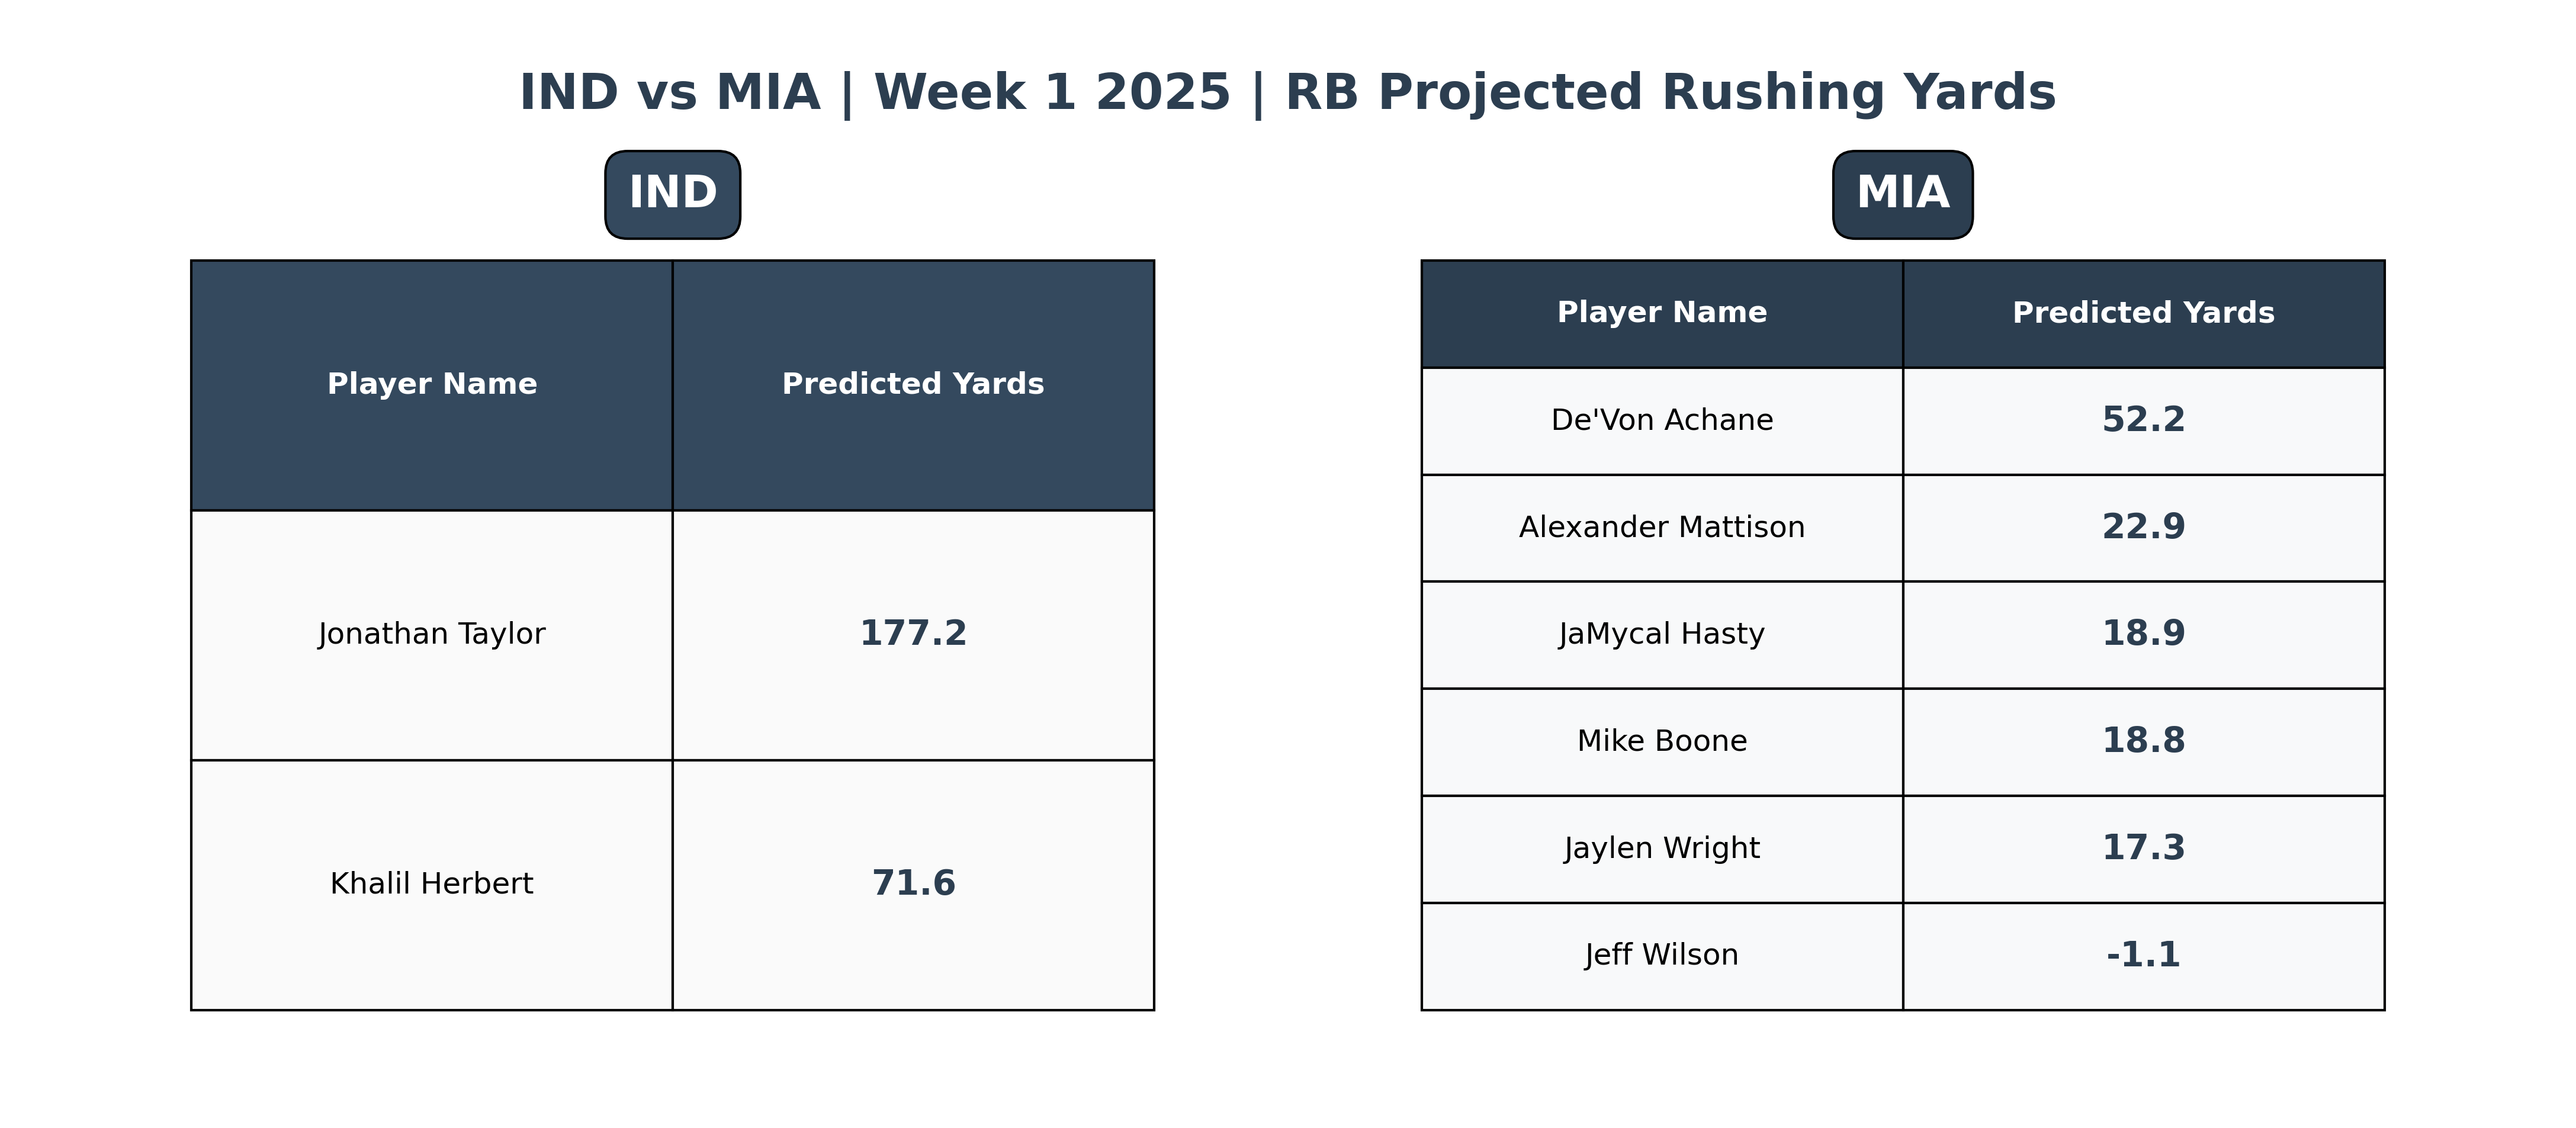 IND vs MIA | Week 1 2025 | RB Projected Rushing Yards
IND
Player Name Predicted Yards
Jonathan Taylor 177.2
Khalil Herbert 71.6
MIA
Player Name Predicted Yards
De'Von Achane 52.2
Alexander Mattison 22.9
JaMycal Hasty 18.9
Mike Boone 18.8
Jaylen Wright 17.3
Jeff Wilson -1.1